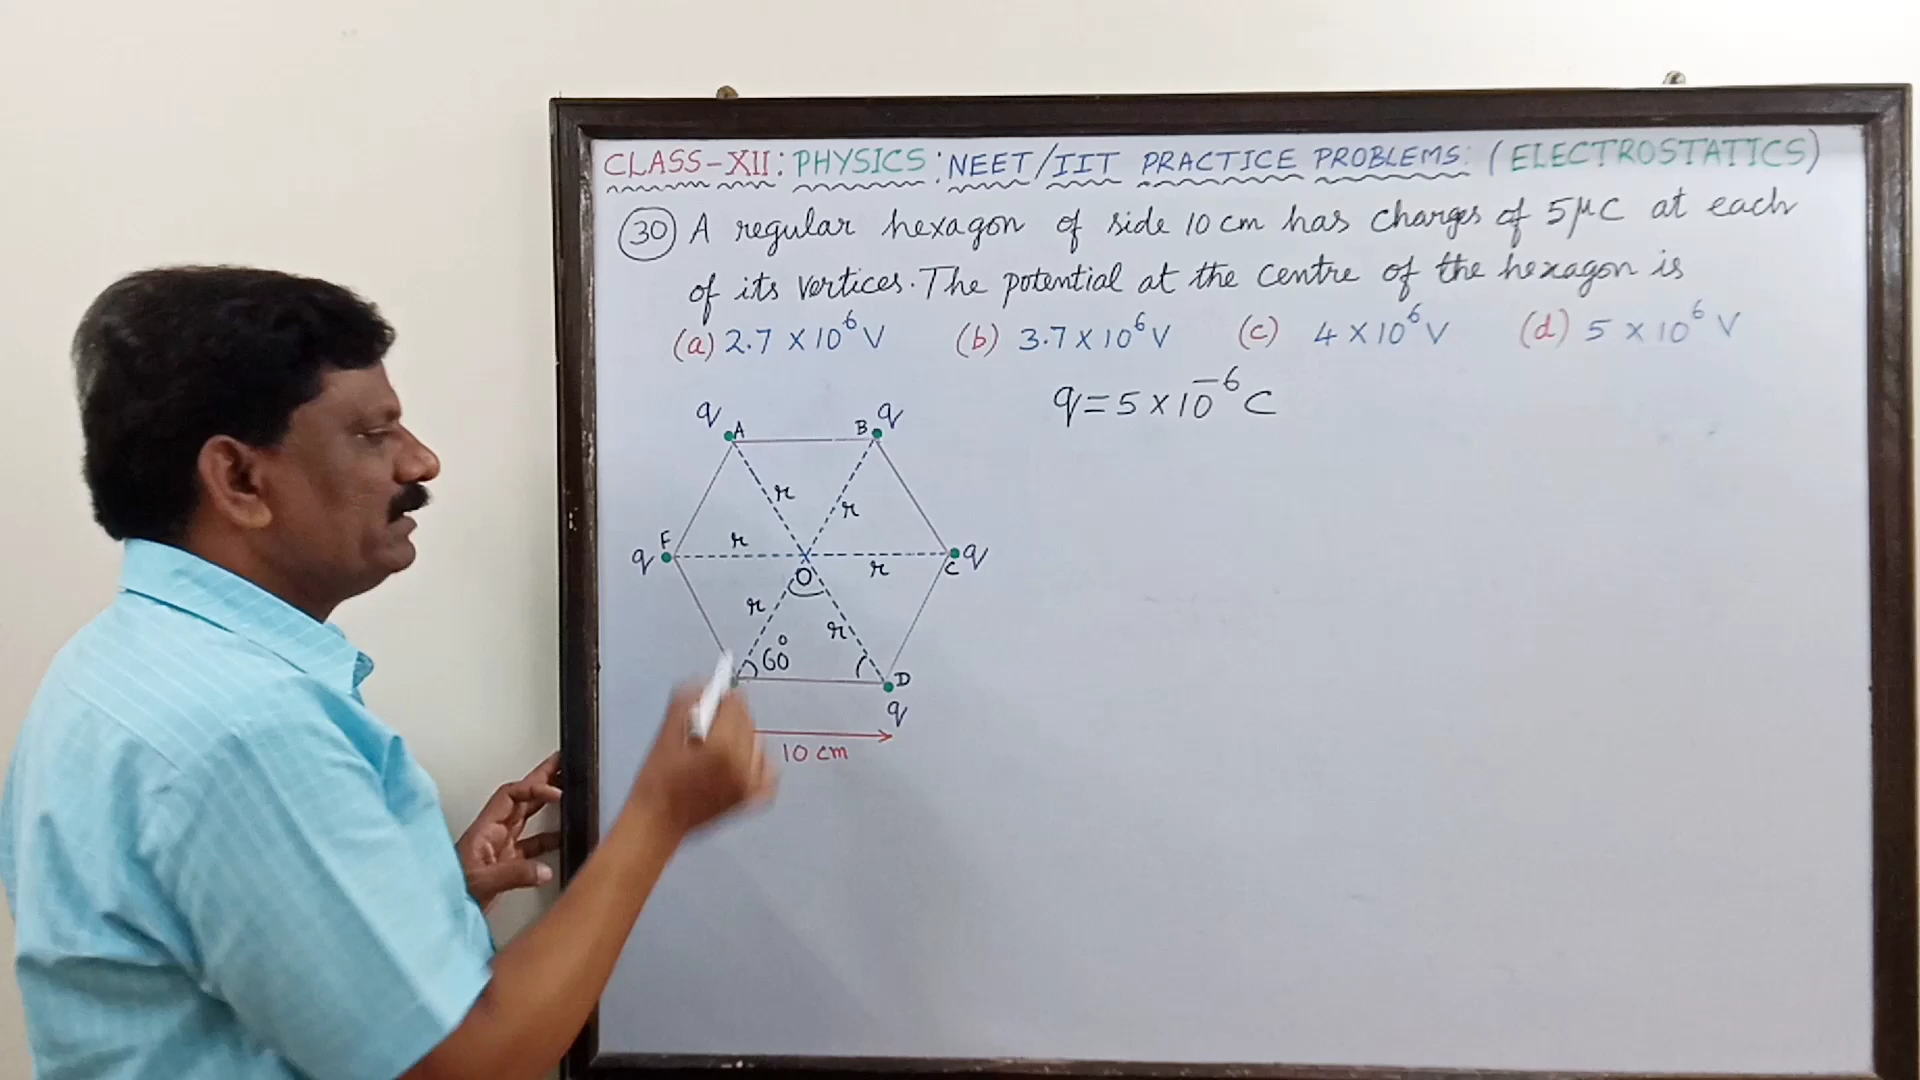 CLASS-XII: PHYSICS: NEET/IIT PRACTICE PROBLEMS: (ELECTROSTATICS)
30 A regular hexagon of side 10 cm has charges of 5μC at each
of its vertices. The potential at the centre of the hexagon is
(a) 2.7 × 10⁶ V (b) 3.7 × 10⁶ V (c) 4 × 10⁶ V (d) 5 × 10⁶ V
q = 5 × 10⁻⁶ C
q A B q
r r
q F r O r C q
r r
60° D
q
10 cm